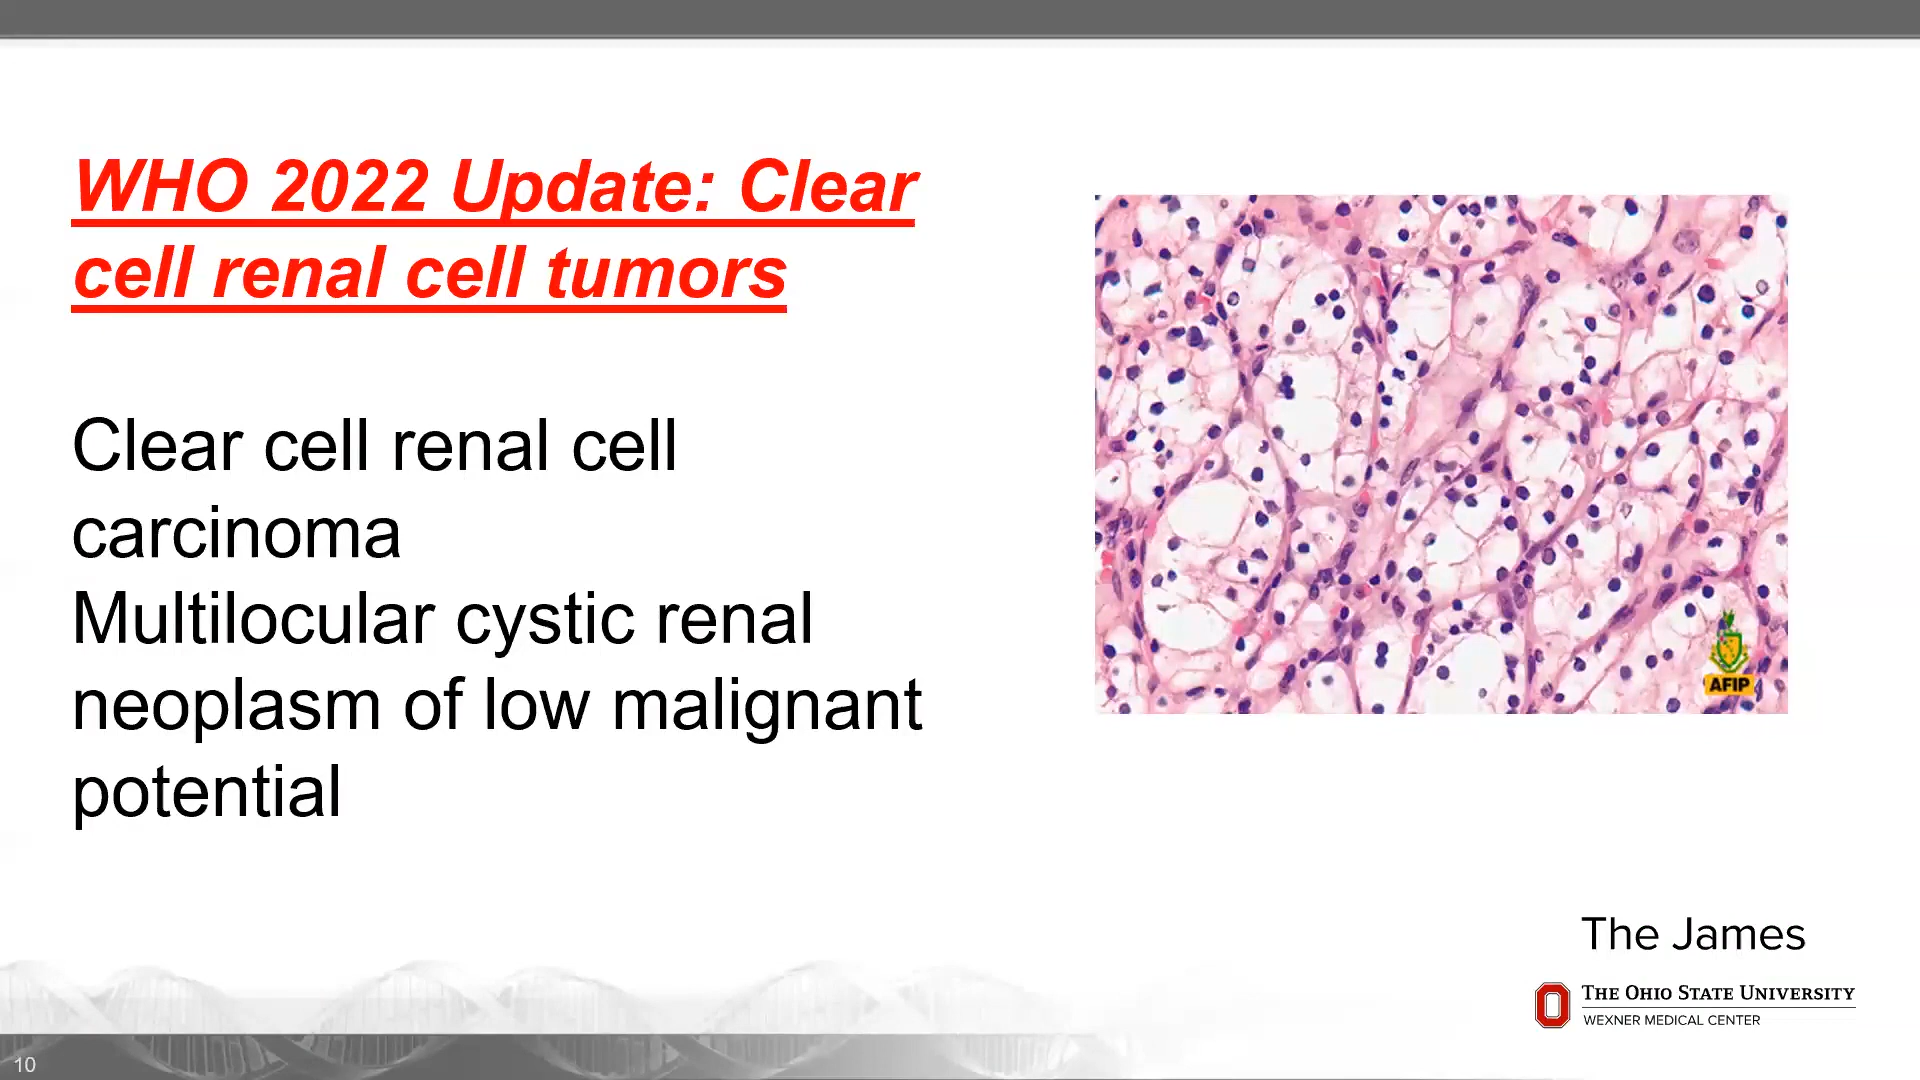 WHO 2022 Update: Clear
cell renal cell tumors
Clear cell renal cell
carcinoma
Multilocular cystic renal
neoplasm of low malignant
potential
AFIP
The James
THE OHIO STATE UNIVERSITY
WEXNER MEDICAL CENTER
10